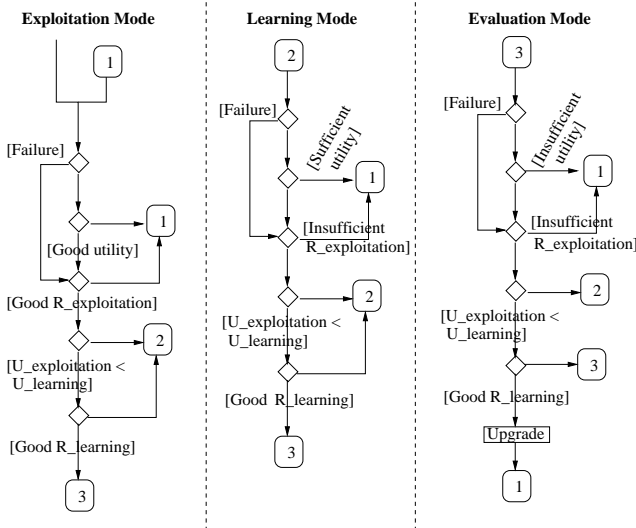 Exploitation Mode
1
[Failure]
1
[Good utility]
[Good R_exploitation]
2
[U_exploitation <
U_learning]
[Good R_learning]
3
Learning Mode
2
[Failure]
[Sufficient
utility]
1
[Insufficient
R_exploitation]
2
[U_exploitation <
U_learning]
[Good R_learning]
3
Evaluation Mode
3
[Failure]
[Insufficient
utility]
1
[Insufficient
R_exploitation]
2
[U_exploitation <
U_learning]
3
[Good R_learning]
Upgrade
1